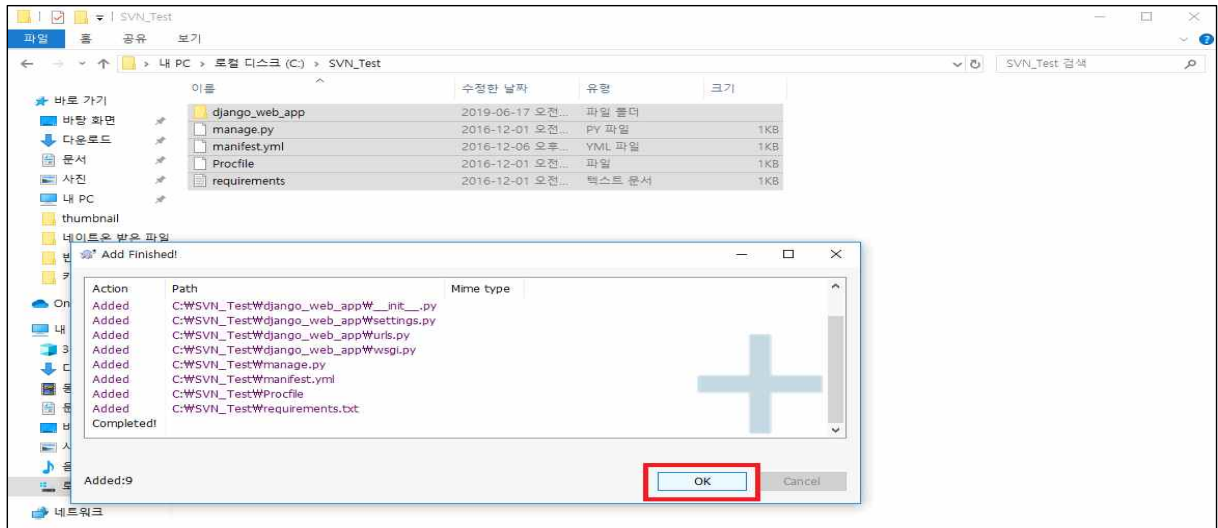 SVN_Test
파일 홈 공유 보기
내 PC > 로컬 디스크 (C:) > SVN_Test
SVN_Test 검색
이름 수정한 날짜 유형 크기
django_web_app 2019-06-17 오전... 파일 폴더
manage.py 2016-12-01 오전... PY 파일 1KB
manifest.yml 2016-12-06 오후... YML 파일 1KB
Procfile 2016-12-01 오전... 파일 1KB
requirements 2016-12-01 오전... 텍스트 문서 1KB
바로 가기
바탕 화면
다운로드
문서
사진
내 PC
thumbnail
네이트온 받은 파일
On
내
3
네트워크
Add Finished!
Action Path Mime type
Added C:₩SVN_Test₩django_web_app₩__init__.py
Added C:₩SVN_Test₩django_web_app₩settings.py
Added C:₩SVN_Test₩django_web_app₩urls.py
Added C:₩SVN_Test₩django_web_app₩wsgi.py
Added C:₩SVN_Test₩manage.py
Added C:₩SVN_Test₩manifest.yml
Added C:₩SVN_Test₩Procfile
Added C:₩SVN_Test₩requirements.txt
Completed!
Added:9
OK Cancel